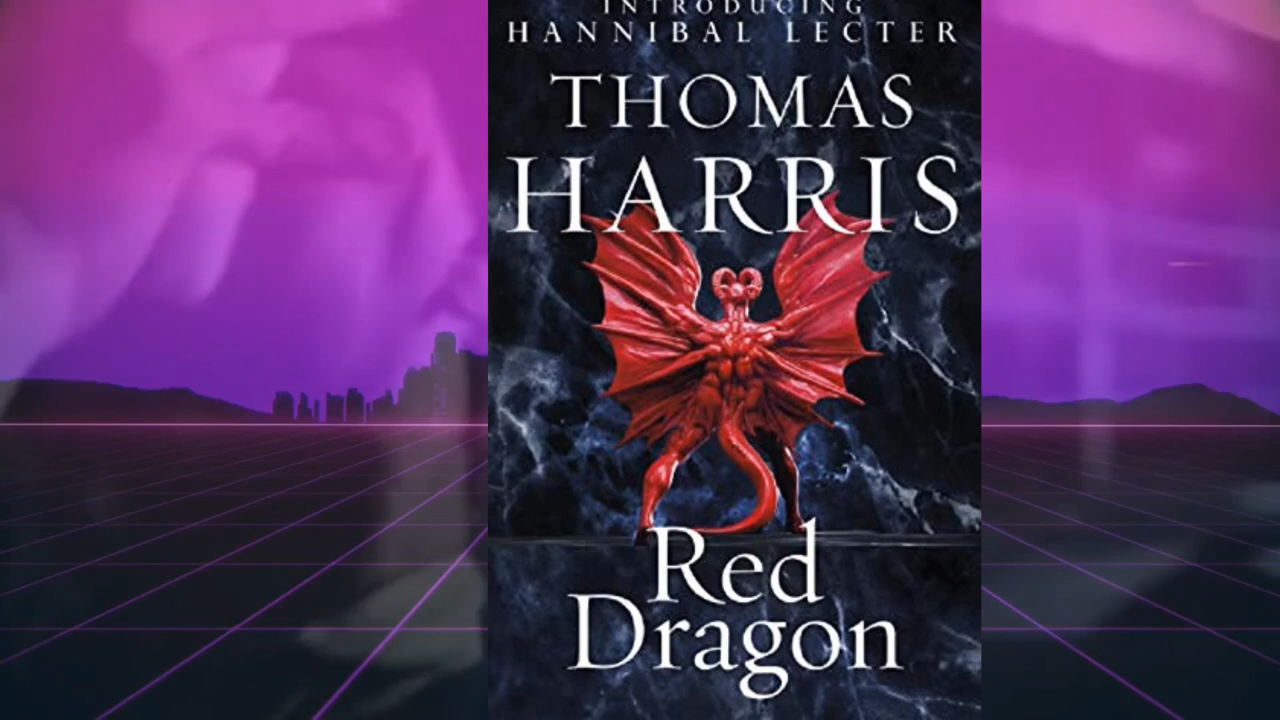 INTRODUCING
HANNIBAL LECTER
THOMAS
HARRIS
Red
Dragon